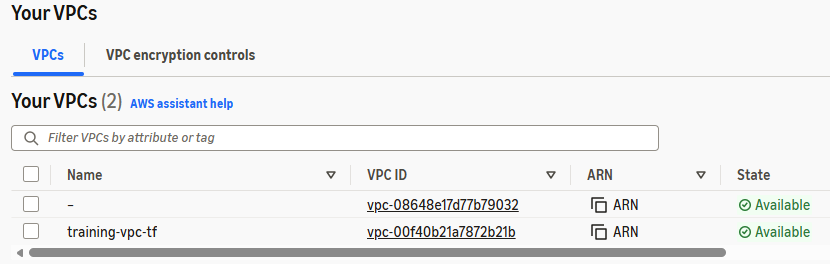 Your VPCs
VPCs VPC encryption controls
Your VPCs (2) AWS assistant help
Filter VPCs by attribute or tag
Name VPC ID ARN State
– vpc-08648e17d77b79032 ARN Available
training-vpc-tf vpc-00f40b21a7872b21b ARN Available